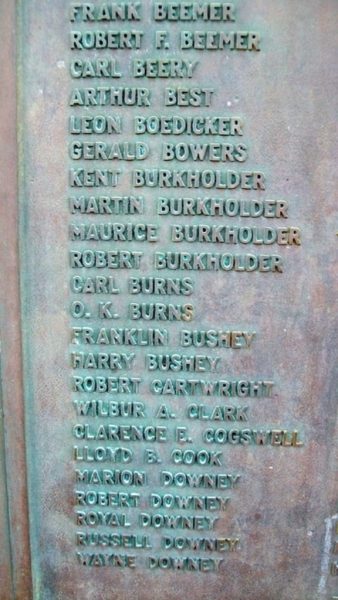 FRANK BEEMER
ROBERT F. BEEMER
CARL BEERY
ARTHUR BEST
LEON BOEDICKER
GERALD BOWERS
KENT BURKHOLDER
MARTIN BURKHOLDER
MAURICE BURKHOLDER
ROBERT BURKHOLDER
CARL BURNS
O. K. BURNS
FRANKLIN BUSHEY
HARRY BUSHEY
ROBERT CARTWRIGHT
WILBUR A. CLARK
CLARENCE E. COGSWELL
LLOYD B. COOK
MARION DOWNEY
ROBERT DOWNEY
ROYAL DOWNEY
RUSSELL DOWNEY
WAYNE DOWNEY